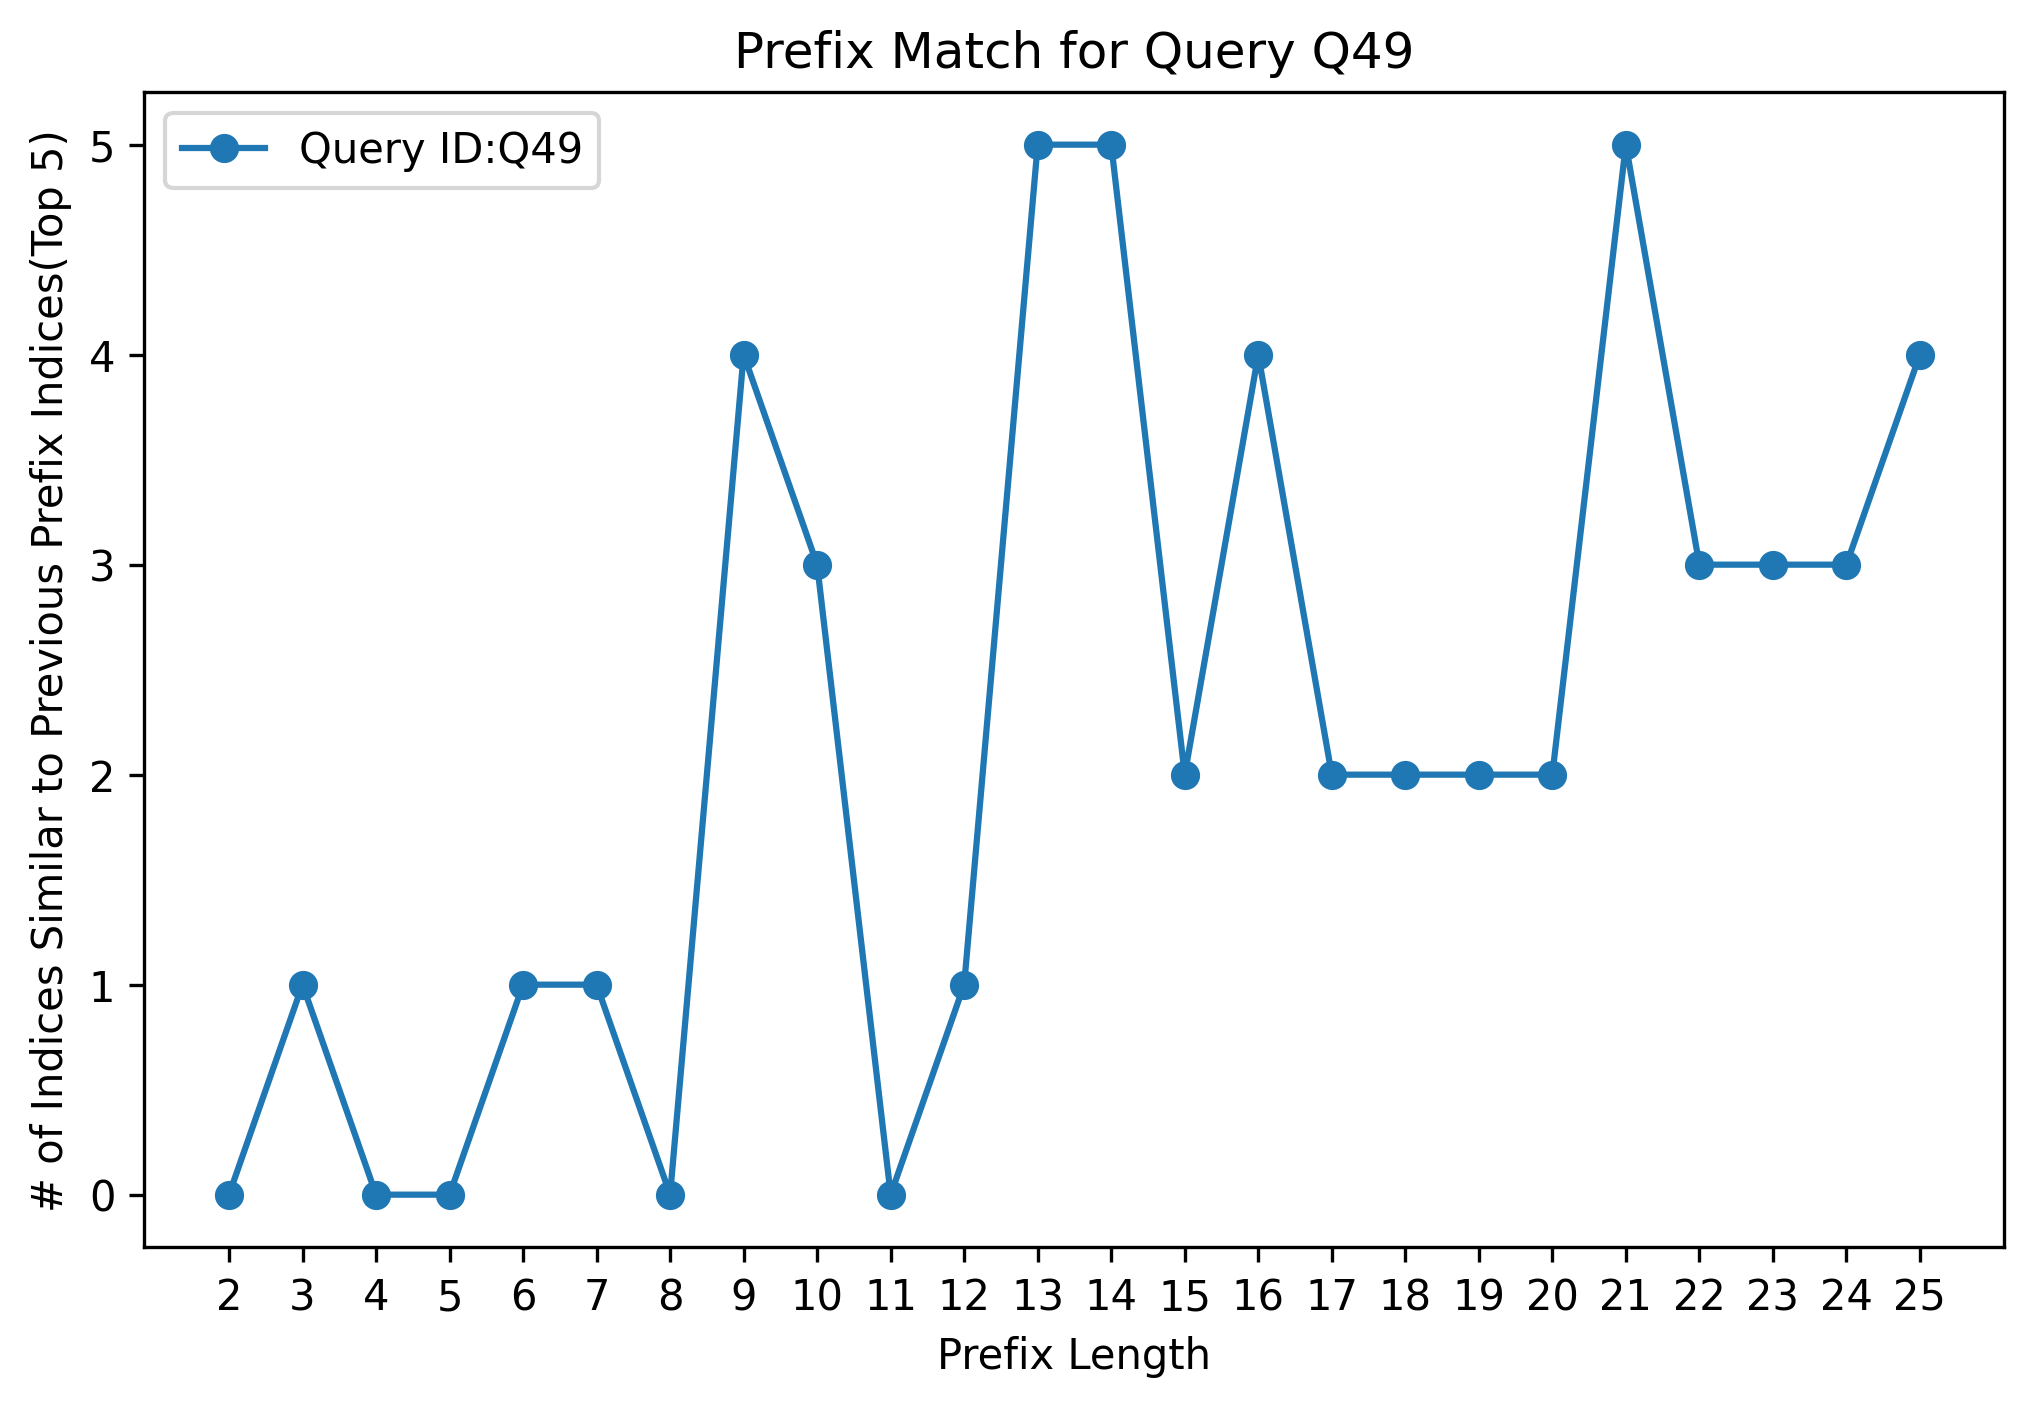 Prefix Match for Query Q49
Query ID:Q49
# of Indices Similar to Previous Prefix Indices(Top 5)
5
4
3
2
1
0
2 3 4 5 6 7 8 9 10 11 12 13 14 15 16 17 18 19 20 21 22 23 24 25
Prefix Length